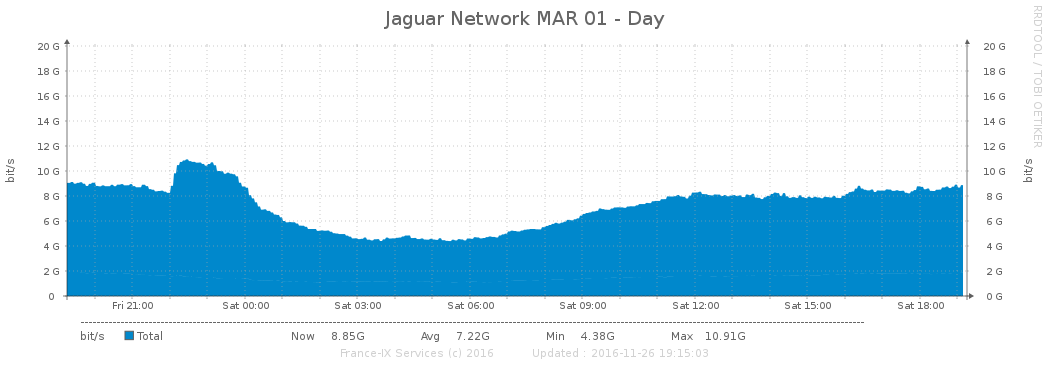 Jaguar Network MAR 01 - Day
RRDTOOL / TOBI OETIKER
bit/s
bit/s
20 G 20 G
18 G 18 G
16 G 16 G
14 G 14 G
12 G 12 G
10 G 10 G
8 G 8 G
6 G 6 G
4 G 4 G
2 G 2 G
0 0 G
Fri 21:00 Sat 00:00 Sat 03:00 Sat 06:00 Sat 09:00 Sat 12:00 Sat 15:00 Sat 18:00
bit/s Total Now 8.85G Avg 7.22G Min 4.38G Max 10.91G
France-IX Services (c) 2016 Updated : 2016-11-26 19:15:03